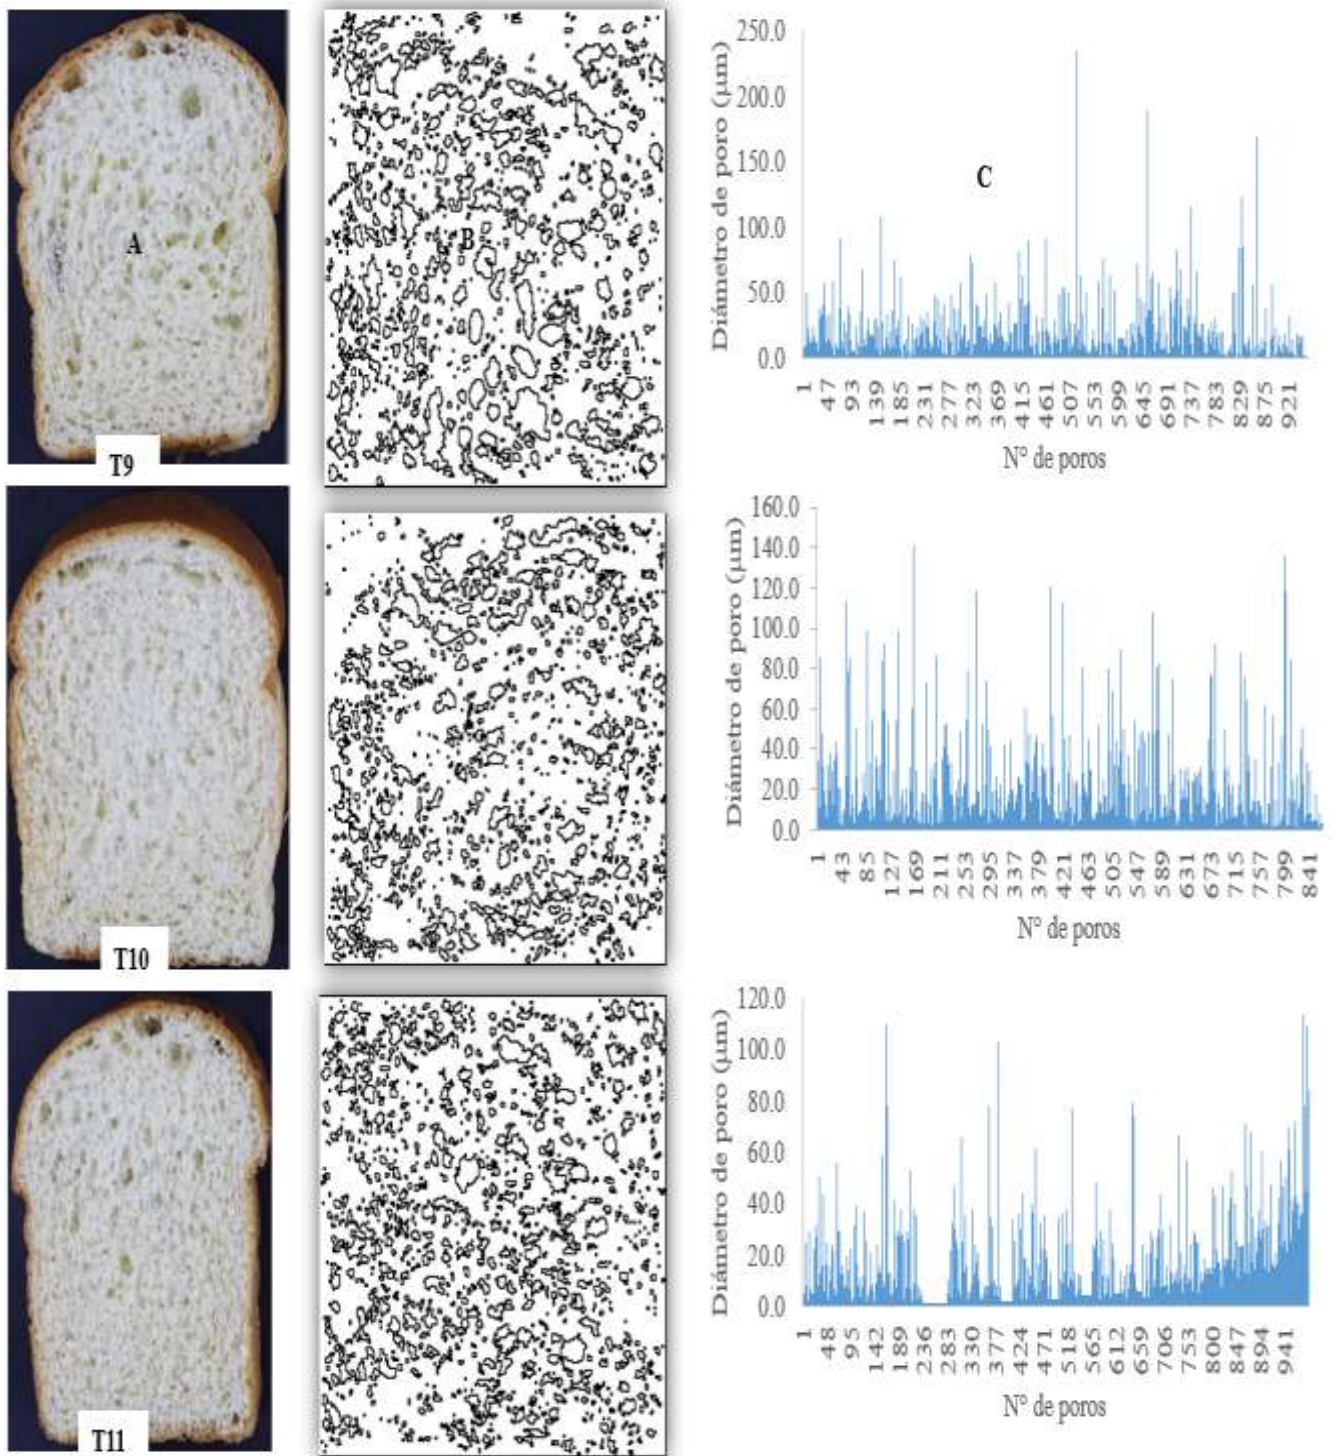 A
T9
B
Diámetro de poro (µm)
250.0
200.0
150.0
100.0
50.0
0.0
C
1 47 93 139 185 231 277 323 369 415 461 507 553 599 645 691 737 783 829 875 921
N° de poros
T10
Diámetro de poro (µm)
160.0
140.0
120.0
100.0
80.0
60.0
40.0
20.0
0.0
1 43 85 127 169 211 253 295 337 379 421 463 505 547 589 631 673 715 757 799 841
N° de poros
T11
Diámetro de poro (µm)
120.0
100.0
80.0
60.0
40.0
20.0
0.0
1 48 95 142 189 236 283 330 377 424 471 518 565 612 659 706 753 800 847 894 941
N° de poros